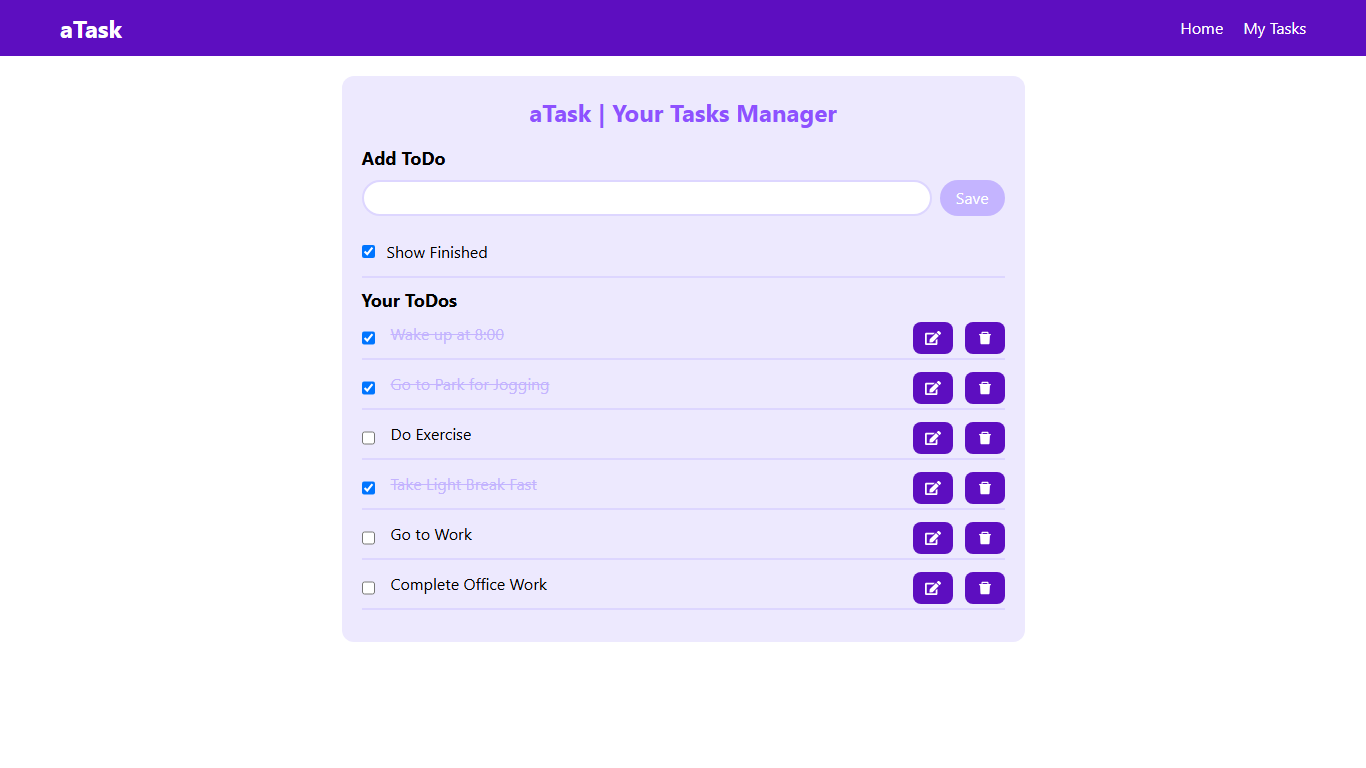 aTask
Home
My Tasks
aTask | Your Tasks Manager
Add ToDo
Save
Show Finished
Your ToDos
Wake up at 8:00
Go to Park for Jogging
Do Exercise
Take Light Break Fast
Go to Work
Complete Office Work